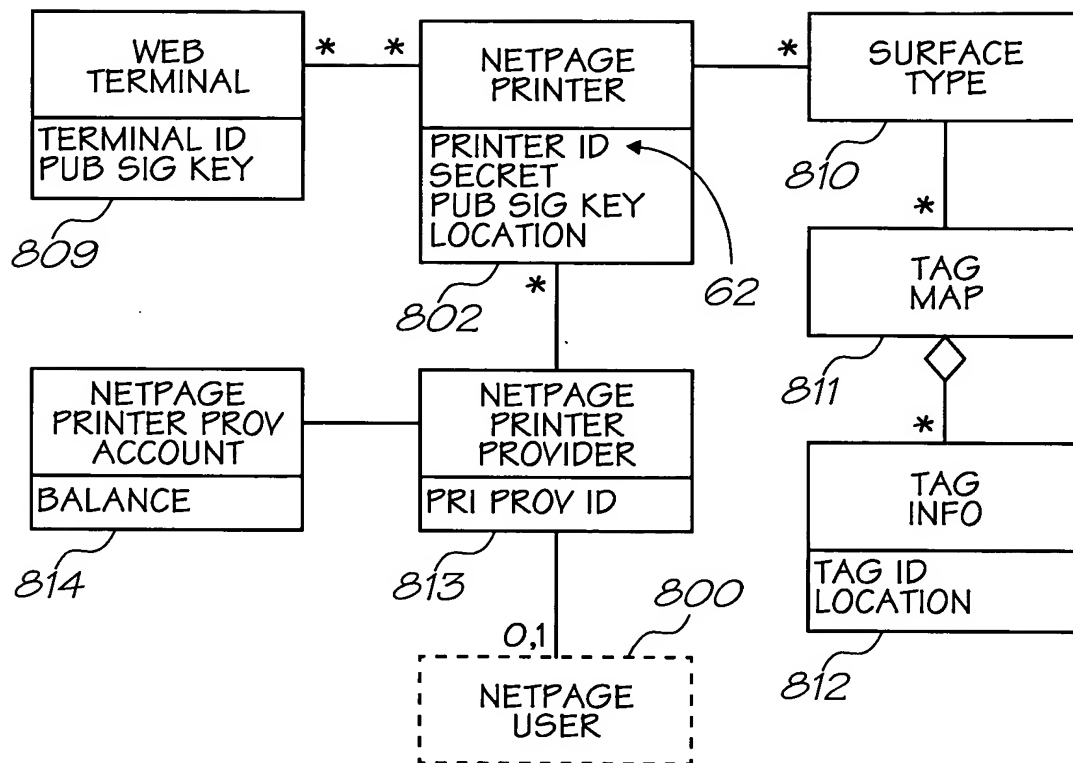 WEB
TERMINAL
TERMINAL ID
PUB SIG KEY
809
*
*
NETPAGE
PRINTER
PRINTER ID
SECRET
PUB SIG KEY
LOCATION
802
62
*
*
SURFACE
TYPE
810
*
TAG
MAP
811
*
TAG
INFO
TAG ID
LOCATION
812
NETPAGE
PRINTER PROV
ACCOUNT
BALANCE
814
NETPAGE
PRINTER
PROVIDER
PRI PROV ID
813
0,1
800
NETPAGE
USER